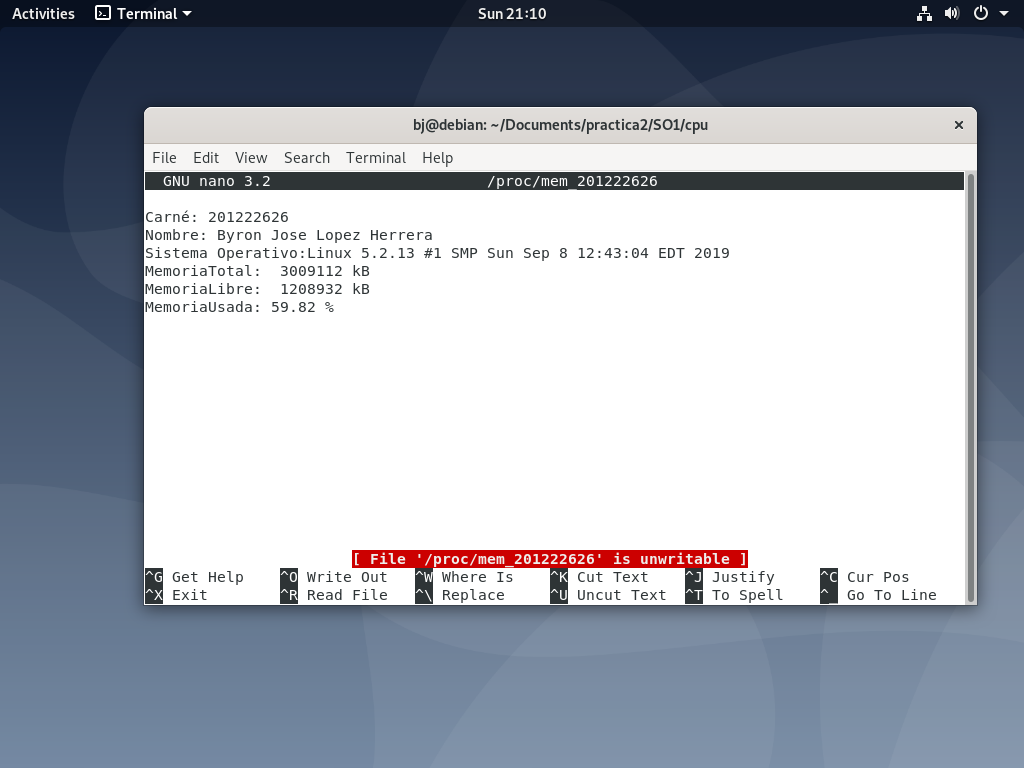 Activities Terminal Sun 21:10
bj@debian: ~/Documents/practica2/SO1/cpu ×
File Edit View Search Terminal Help
GNU nano 3.2 /proc/mem_201222626
Carné: 201222626
Nombre: Byron Jose Lopez Herrera
Sistema Operativo:Linux 5.2.13 #1 SMP Sun Sep 8 12:43:04 EDT 2019
MemoriaTotal:  3009112 kB
MemoriaLibre:  1208932 kB
MemoriaUsada: 59.82 %
[ File '/proc/mem_201222626' is unwritable ]
^G Get Help ^O Write Out ^W Where Is ^K Cut Text ^J Justify ^C Cur Pos
^X Exit ^R Read File ^\ Replace ^U Uncut Text ^T To Spell ^_ Go To Line